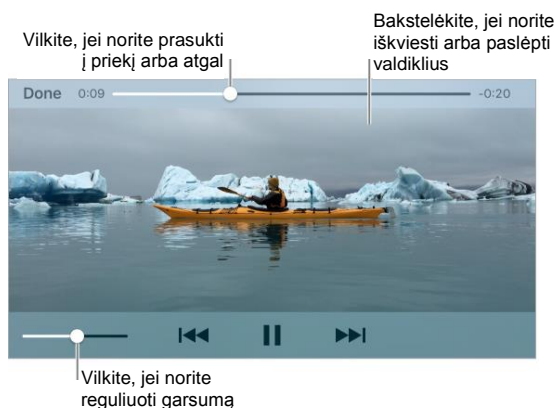 Vilkite, jei norite prasukti
į priekį arba atgal
Bakstelėkite, jei norite
iškviesti arba paslėpti
valdiklius
Done 0:09 -0:20
Vilkite, jei norite
reguliuoti garsumą